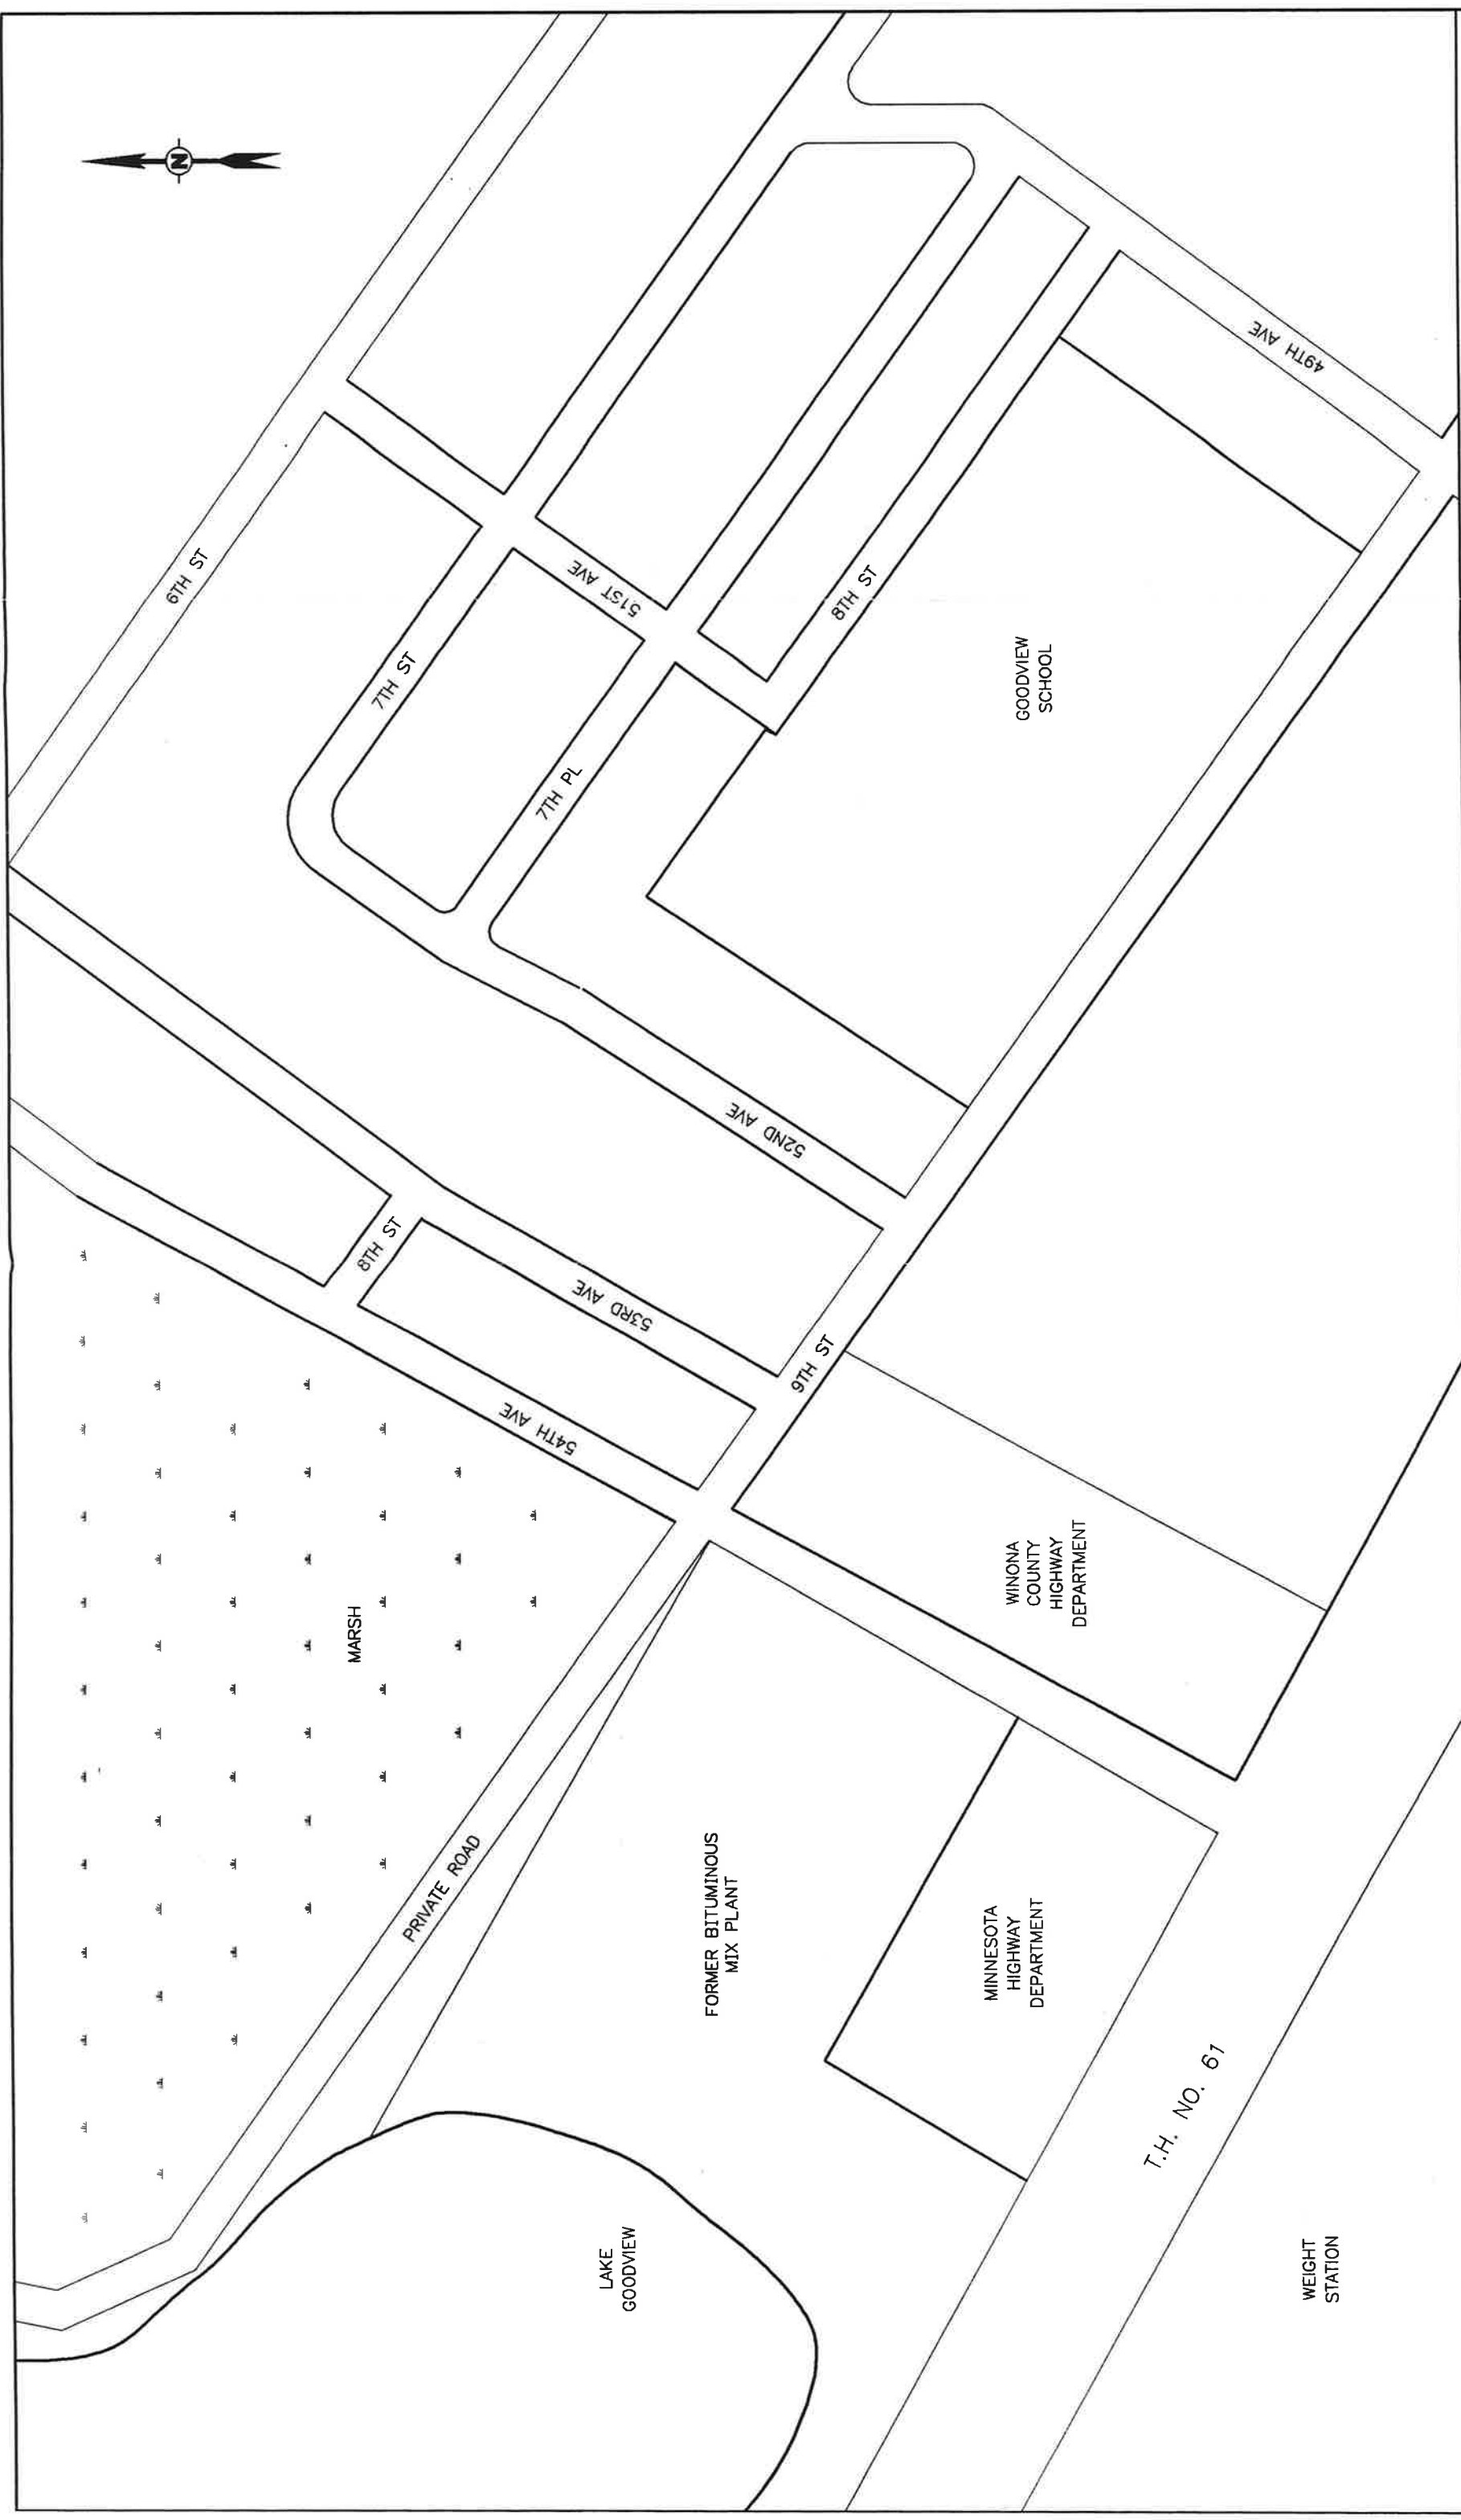 N
6TH ST
7TH ST
51ST AVE
7TH PL
8TH ST
49TH AVE
GOODVIEW
SCHOOL
52ND AVE
8TH ST
53RD AVE
54TH AVE
9TH ST
MARSH
WINONA
COUNTY
HIGHWAY
DEPARTMENT
PRIVATE ROAD
FORMER BITUMINOUS
MIX PLANT
MINNESOTA
HIGHWAY
DEPARTMENT
T.H. NO. 61
LAKE
GOODVIEW
WEIGHT
STATION